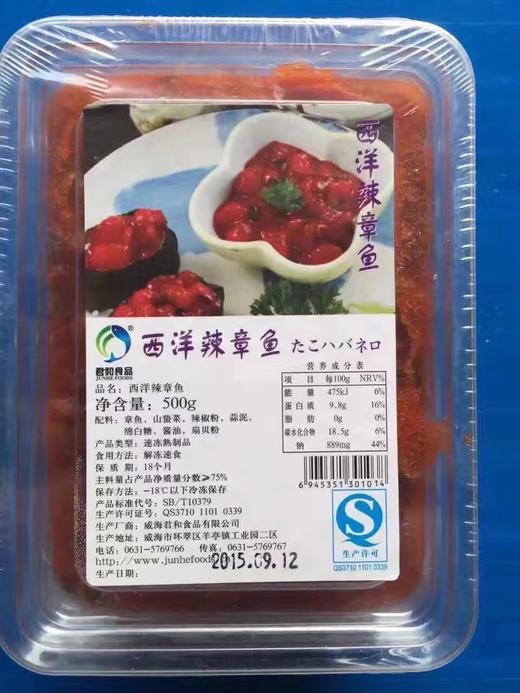 西洋辣章鱼
君和食品
JUNHE FOODS
西洋辣章鱼 たこハバネロ
品名：西洋辣章鱼
净含量：500g
配料：章鱼，山蛰菜，辣椒粉，蒜泥，
绵白糖，酱油，扇贝粉
产品类型：速冻熟制品
食用方法：解冻速食
保 质 期：18个月
主料量占产品净质量分数≥75%
保存方法：-18℃以下冷冻保存
产品标准代号：SB/T10379
生产许可证号：QS3710 1101 0339
生产厂商：威海君和食品有限公司
威海市环翠区羊亭镇工业园二区
电话：0631-5769766 传真：0631-5769767
http://www.junhefood
生产日期：
2015.09.12
营养成分表
项目 每100g NRV%
能量 475kJ 6%
蛋白质 9.8g 16%
脂肪 0g 0%
碳水化合物 18.5g 6%
钠 889mg 44%
6 945351 301014
生产许可
QS3710 1101 0339